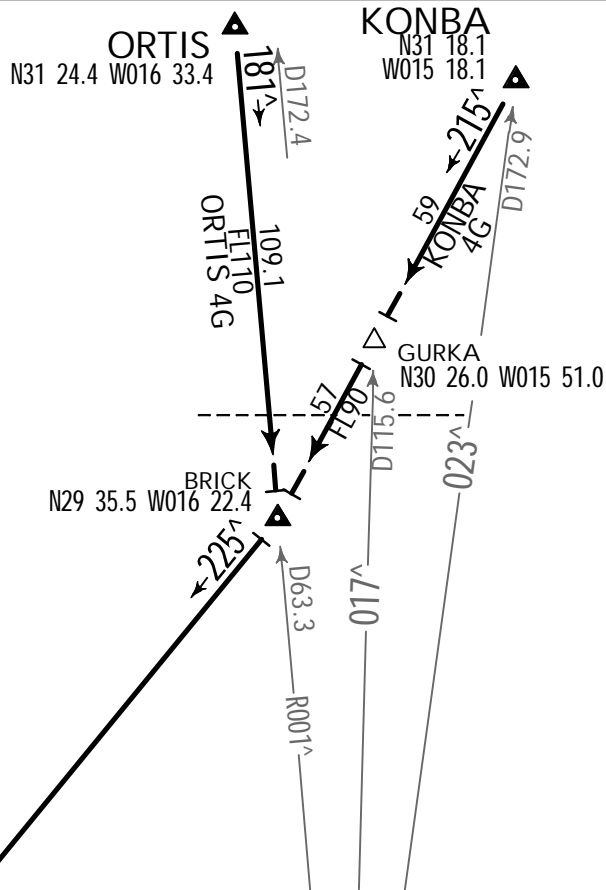 ORTIS
N31 24.4 W016 33.4
KONBA
N31 18.1
W015 18.1
181^
D172.4
215^
D172.9
59
KONBA
4G
109.1
FL110
ORTIS 4G
GURKA
N30 26.0 W015 51.0
57
FL90
D115.6
023^
BRICK
N29 35.5 W016 22.4
225^
D63.3
017^
R001^